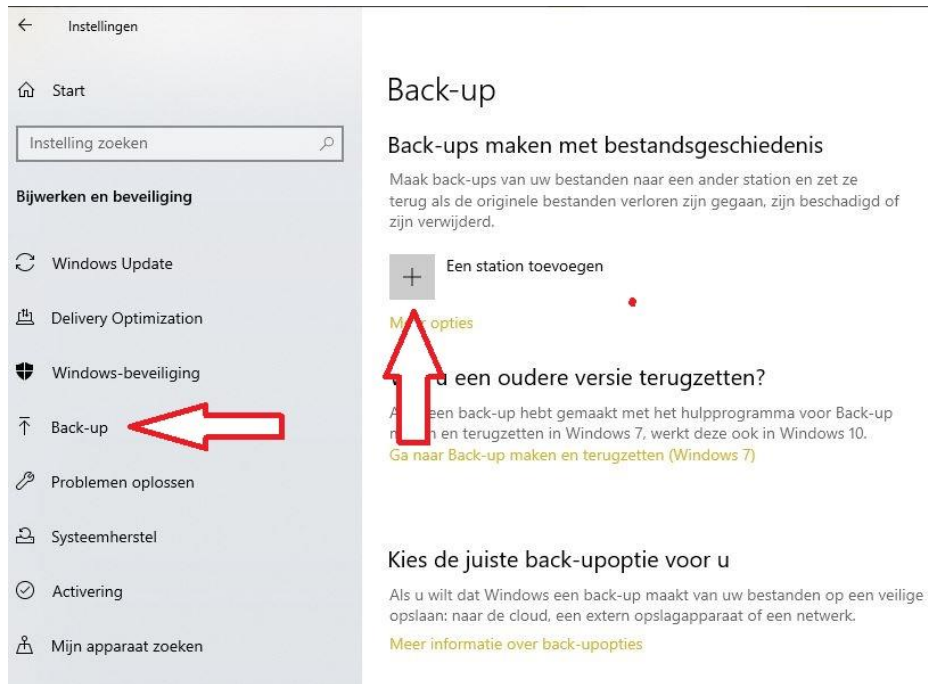 Instellingen
Start
Instelling zoeken
Bijwerken en beveiliging
Windows Update
Delivery Optimization
Windows-beveiliging
Back-up
Problemen oplossen
Systeemherstel
Activering
Mijn apparaat zoeken
Back-up
Back-ups maken met bestandsgeschiedenis
Maak back-ups van uw bestanden naar een ander station en zet ze
terug als de originele bestanden verloren zijn gegaan, zijn beschadigd of
zijn verwijderd.
Een station toevoegen
opties
u een oudere versie terugzetten?
een back-up hebt gemaakt met het hulpprogramma voor Back-up
en terugzetten in Windows 7, werkt deze ook in Windows 10.
Ga naar Back-up maken en terugzetten (Windows 7)
Kies de juiste back-upoptie voor u
Als u wilt dat Windows een back-up maakt van uw bestanden op een veilige
opslaan: naar de cloud, een extern opslagapparaat of een netwerk.
Meer informatie over back-upopties